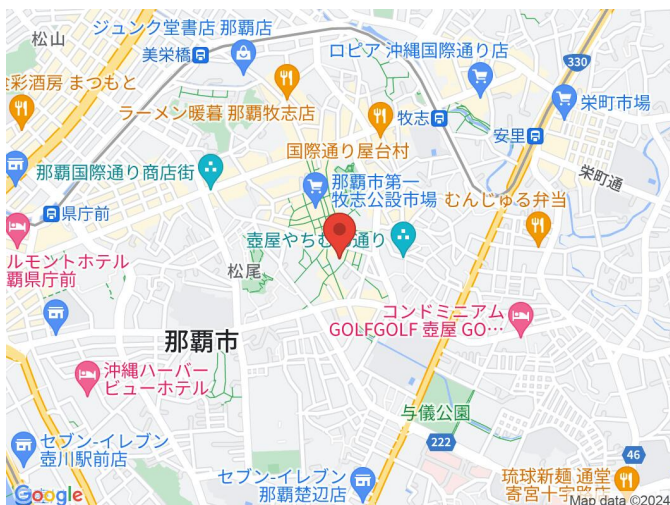 松山
ジュンク堂書店 那覇店
美栄橋
ロピア 沖縄国際通り店
330
彩酒房 まつもと
ラーメン暖暮 那覇牧志店
牧志
安里
栄町市場
国際通り屋台村
栄町通
那覇国際通り商店街
那覇市第一
牧志公設市場
むんじゅる弁当
県庁前
壺屋やちむ
通り
ルモントホテル
覇県庁前
松尾
コンドミニアム
GOLFGOLF 壺屋 GO…
那覇市
沖縄ハーバー
ビューホテル
与儀公園
222
セブン-イレブン
壺川駅前店
46
セブン-イレブン
那覇楚辺店
琉球新麺 通堂
寄宮十字路店
Google
Map data ©2024